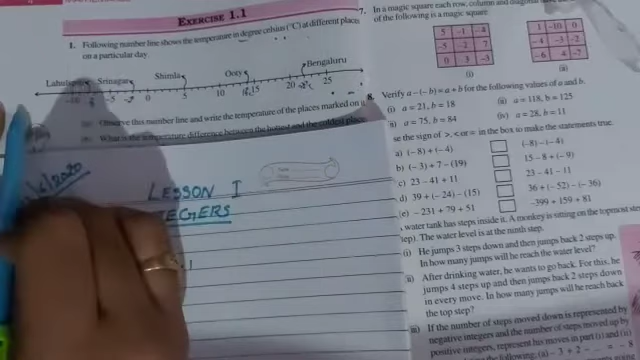 EXERCISE 1.1
1. Following number line shows the temperature in degree celsius (°C) at different places
on a particular day.
Lahulspiti Srinagar Shimla Ooty Bengaluru
-10 -5 0 5 10 15 20 25
(a) Observe this number line and write the temperature of the places marked on it.
(b) What is the temperature difference between the hottest and the coldest place
2020
LESSON I
INTEGERS
7. In a magic square each row, column and diagonal
of the following is a magic square
5 -1 -4
-5 -2 7
0 3 -3
(i)
1 -10 0
-4 -3 -2
-6 4 -7
(ii)
8. Verify a – (– b) = a + b for the following values of a and b.
(i) a = 21, b = 18 (ii) a = 118, b = 125
a = 75, b = 84 (iv) a = 28, b = 11
se the sign of >, < or = in the box to make the statements true.
a) (–8) + (–4) (–8) – (–4)
b) (–3) + 7 – (19) 15 – 8 + (–9)
c) 23 – 41 + 11 23 – 41 – 11
d) 39 + (–24) – (15) 36 + (–52) – (–36)
(e) – 231 + 79 + 51 –399 + 159 + 81
water tank has steps inside it. A monkey is sitting on the topmost step
step). The water level is at the ninth step.
(i) He jumps 3 steps down and then jumps back 2 steps up.
In how many jumps will he reach the water level?
ii) After drinking water, he wants to go back. For this, he
jumps 4 steps up and then jumps back 2 steps down
in every move. In how many jumps will he reach back
the top step?
iii) If the number of steps moved down is represented by
negative integers and the number of steps moved up by
positive integers, represent his moves in part (i) and (ii)
the following; (a) – 3 + 2 – = – 8